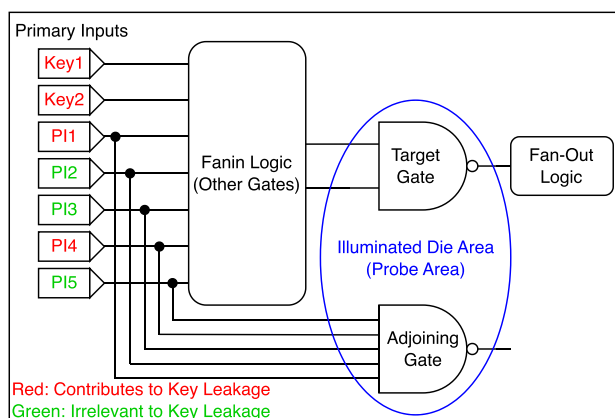 Primary Inputs
Key1
Key2
PI1
PI2
PI3
PI4
PI5
Fanin Logic
(Other Gates)
Target
Gate
Fan-Out
Logic
Illuminated Die Area
(Probe Area)
Adjoining
Gate
Red: Contributes to Key Leakage
Green: Irrelevant to Key Leakage